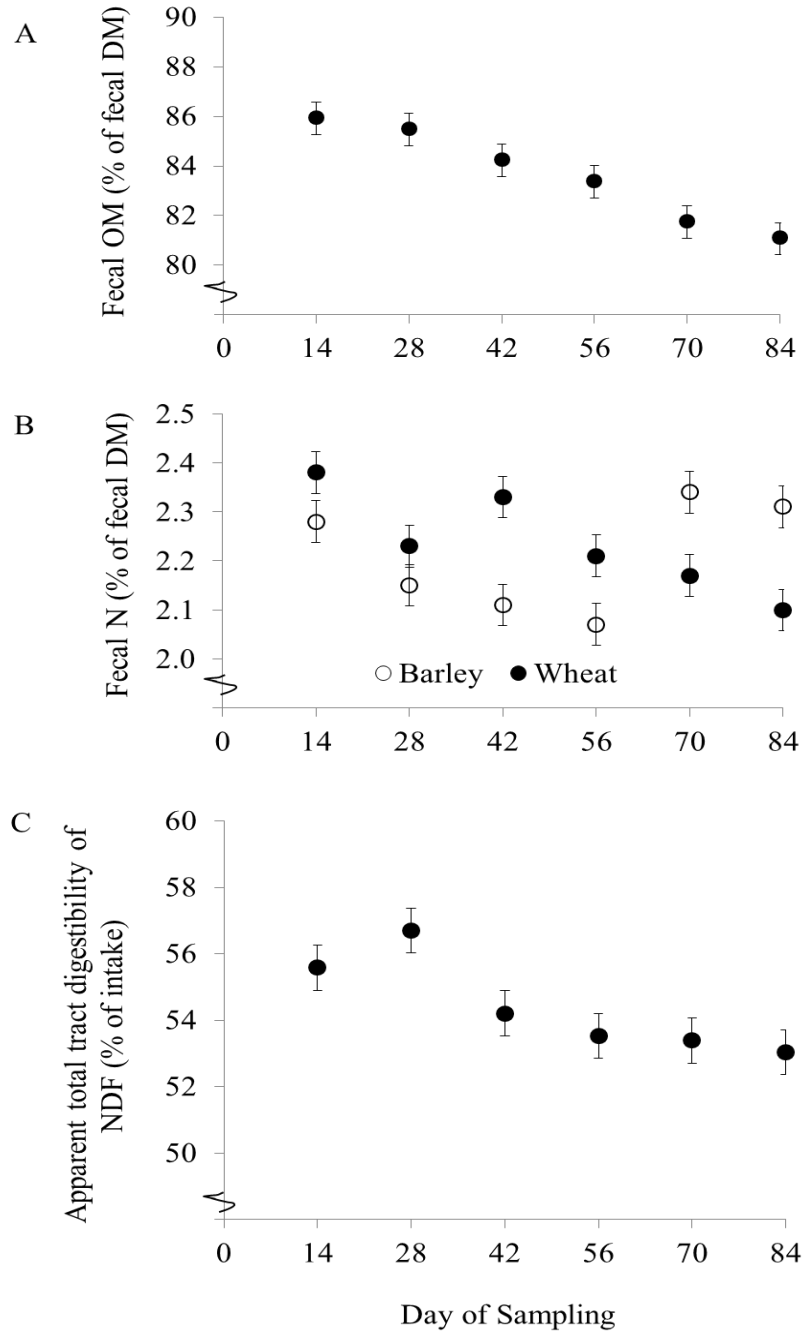 A
Fecal OM (% of fecal DM)
90
88
86
84
82
80
0 14 28 42 56 70 84
B
Fecal N (% of fecal DM)
2.5
2.4
2.3
2.2
2.1
2.0
Barley Wheat
0 14 28 42 56 70 84
C
Apparent total tract digestibility of
NDF (% of intake)
60
58
56
54
52
50
0 14 28 42 56 70 84
Day of Sampling